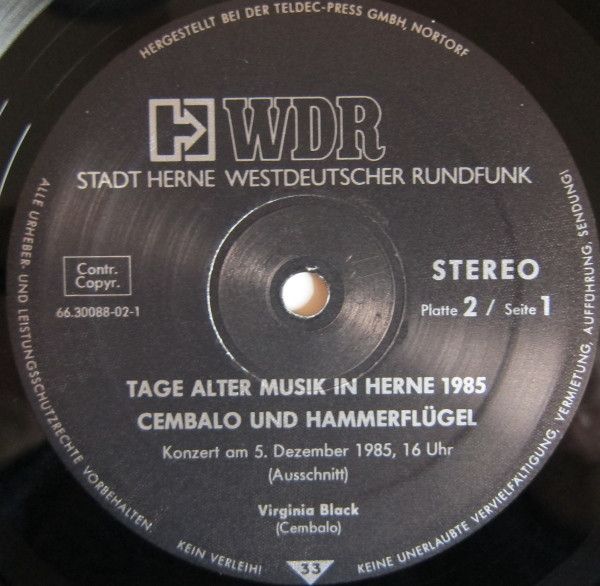 HERGESTELLT BEI DER TELDEC-PRESS GMBH, NORTORF
WDR
STADT HERNE WESTDEUTSCHER RUNDFUNK
Contr.
Copyr.
66.30088-02-1
STEREO
Platte 2 / Seite 1
TAGE ALTER MUSIK IN HERNE 1985
CEMBALO UND HAMMERFLÜGEL
Konzert am 5. Dezember 1985, 16 Uhr
(Ausschnitt)
Virginia Black
(Cembalo)
ALLE URHEBER- UND LEISTUNGSSCHUTZRECHTE VORBEHALTEN.
KEIN VERLEIH!
33
KEINE UNERLAUBTE VERVIELFÄLTIGUNG, VERMIETUNG, AUFFÜHRUNG, SENDUNG!